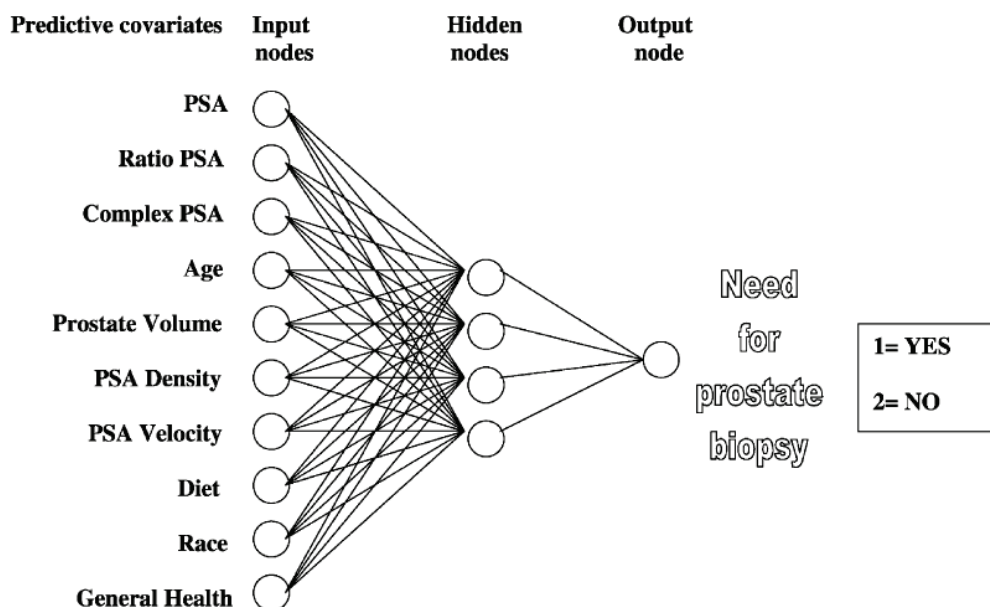 Predictive covariates
Input
nodes
Hidden
nodes
Output
node
PSA
Ratio PSA
Complex PSA
Age
Prostate Volume
PSA Density
PSA Velocity
Diet
Race
General Health
Need
for
prostate
biopsy
1= YES
2= NO